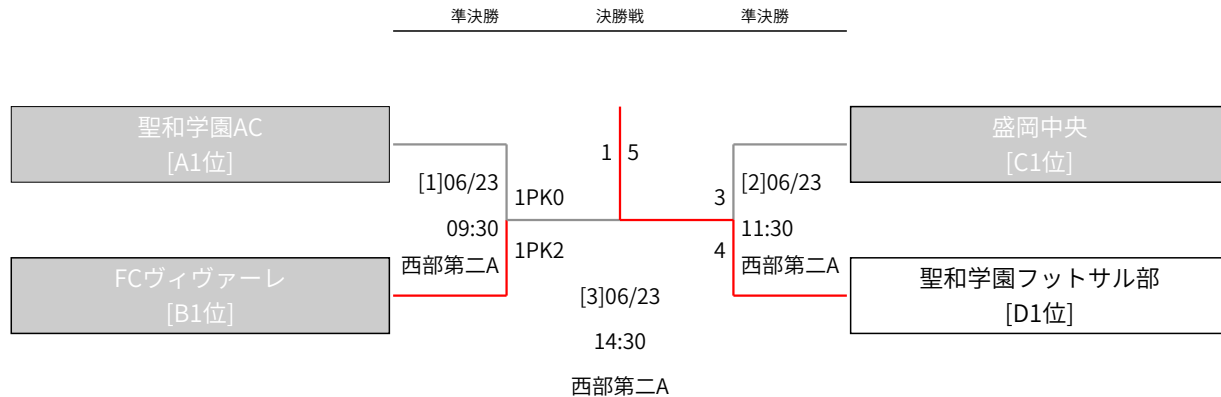 準決勝 決勝戦 準決勝
聖和学園AC
[A1位]
盛岡中央
[C1位]
1 5
[1]06/23
1PK0
3
[2]06/23
09:30
1PK2
4
11:30
西部第二A
西部第二A
FCヴィヴァーレ
[B1位]
聖和学園フットサル部
[D1位]
[3]06/23
14:30
西部第二A